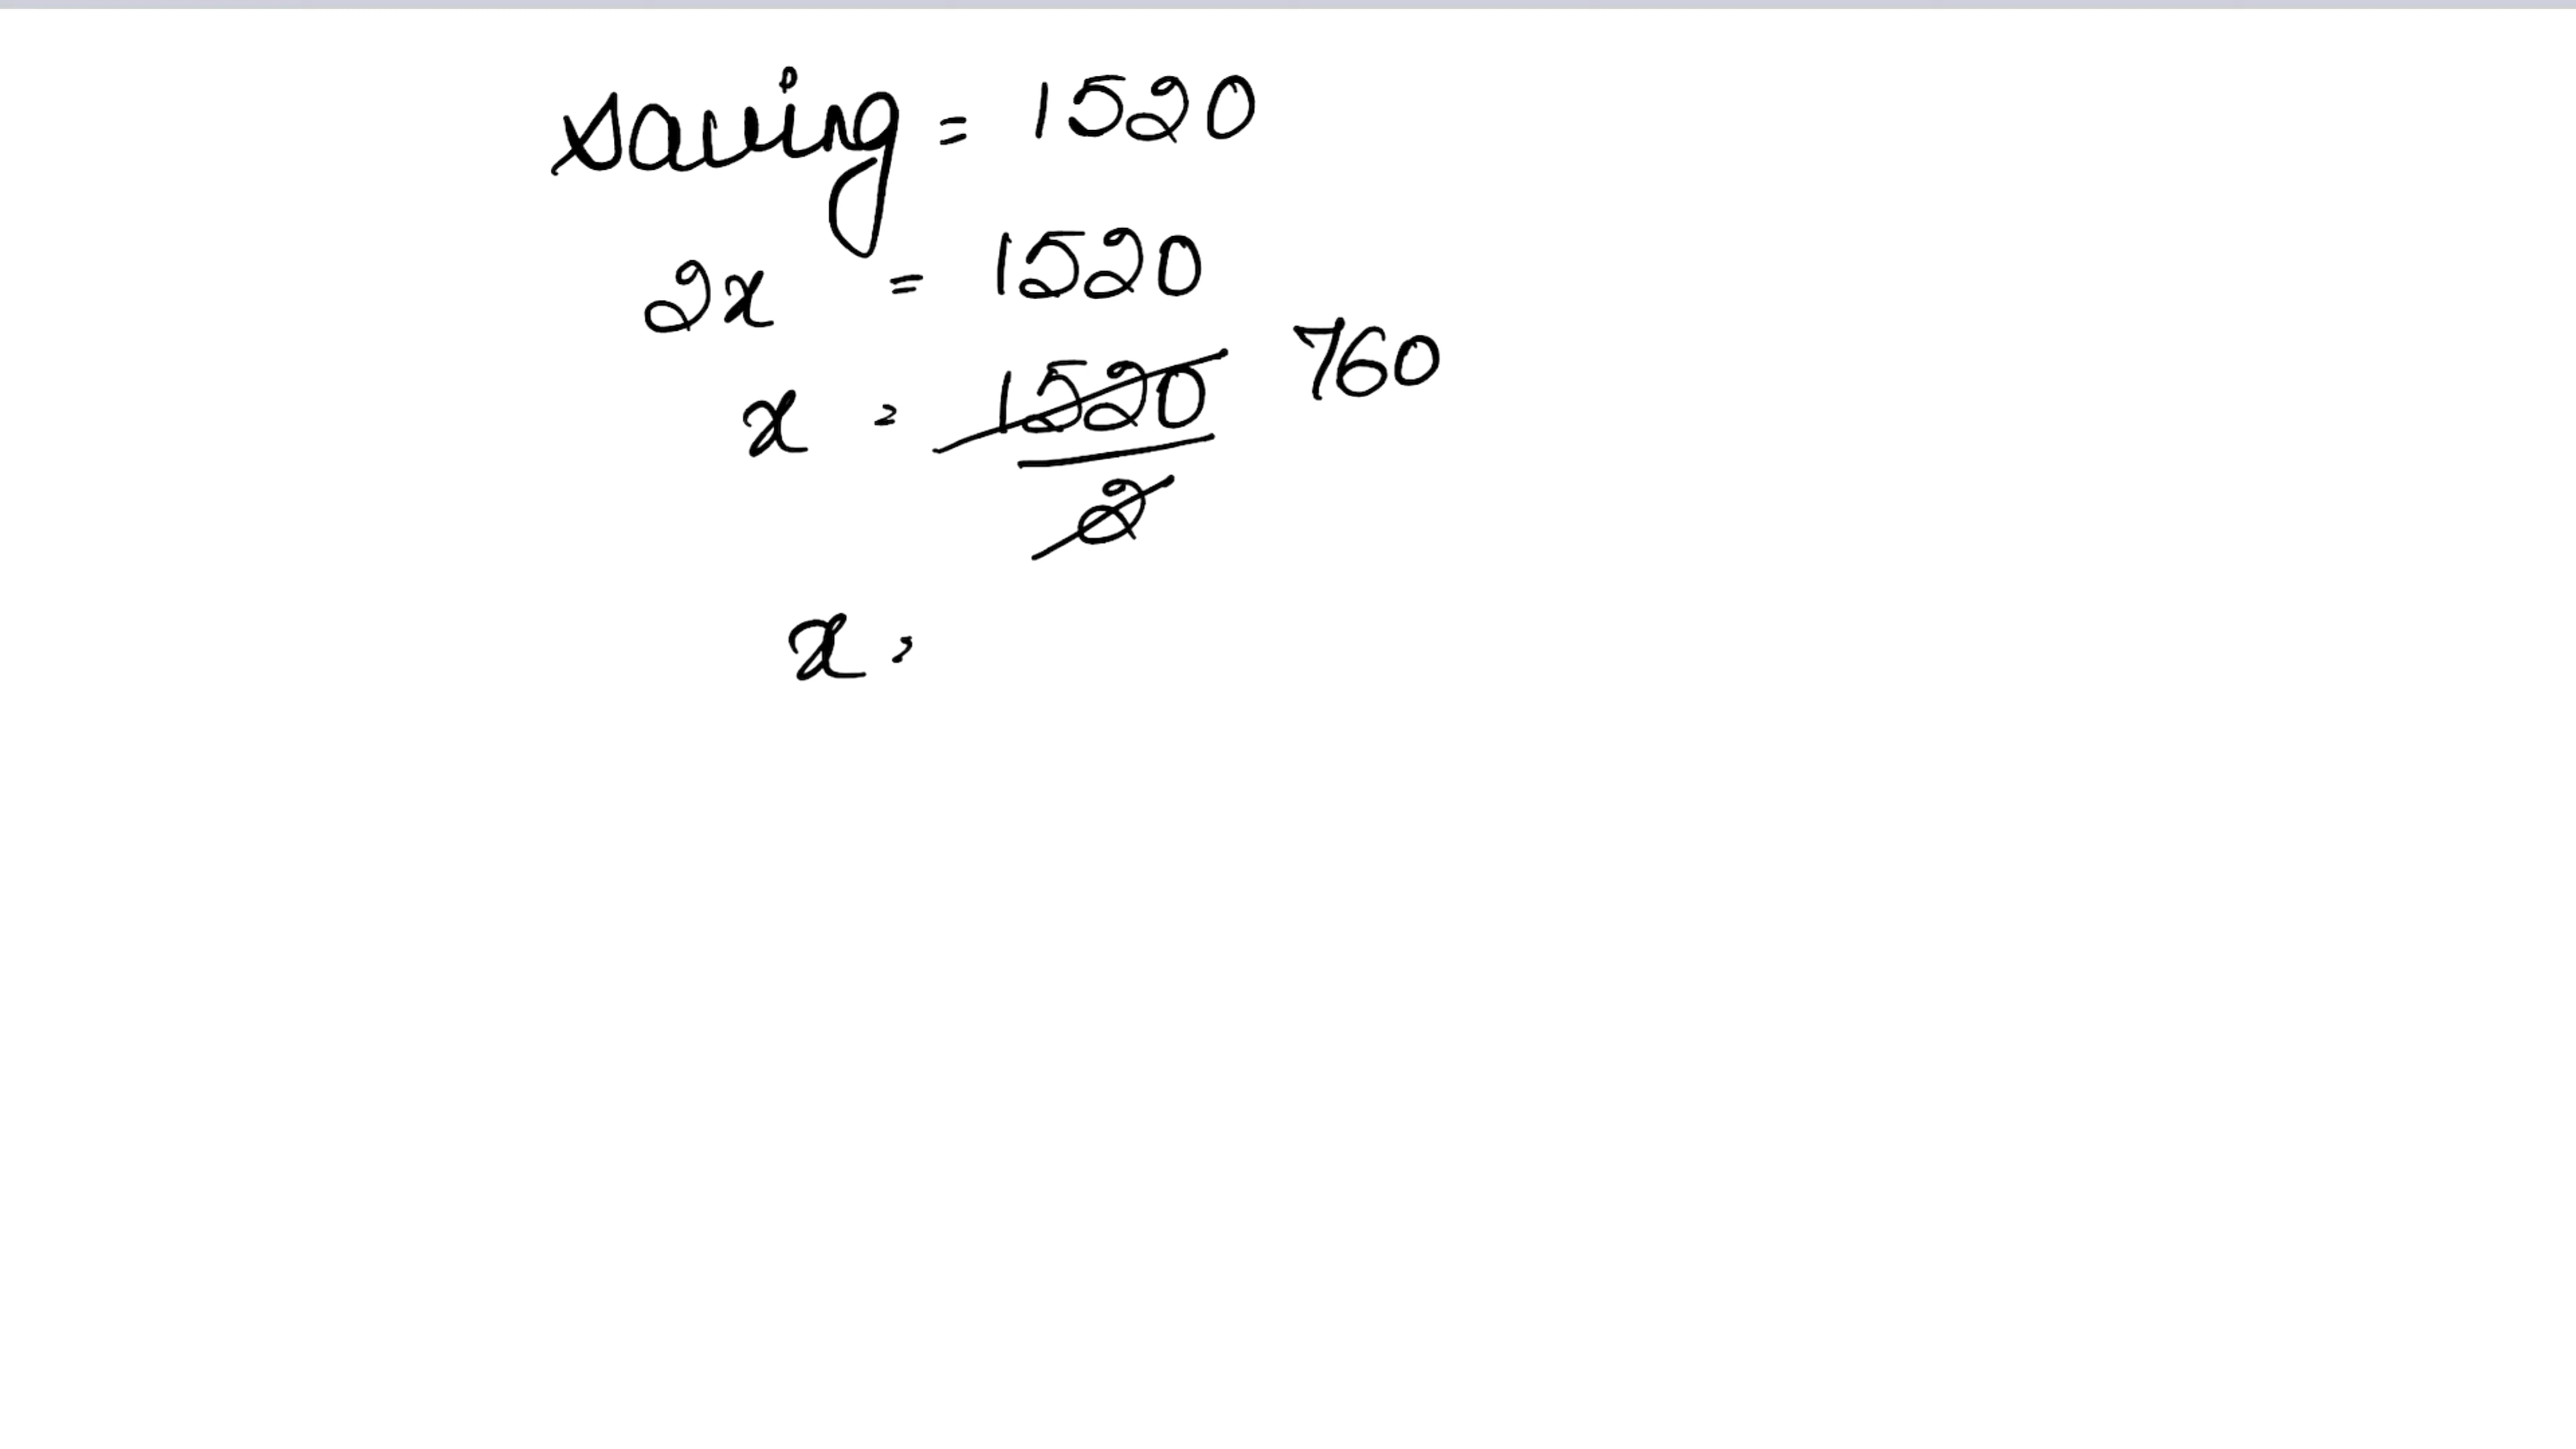 saving = 1520
2x = 1520
x = 1520/2 760
x =